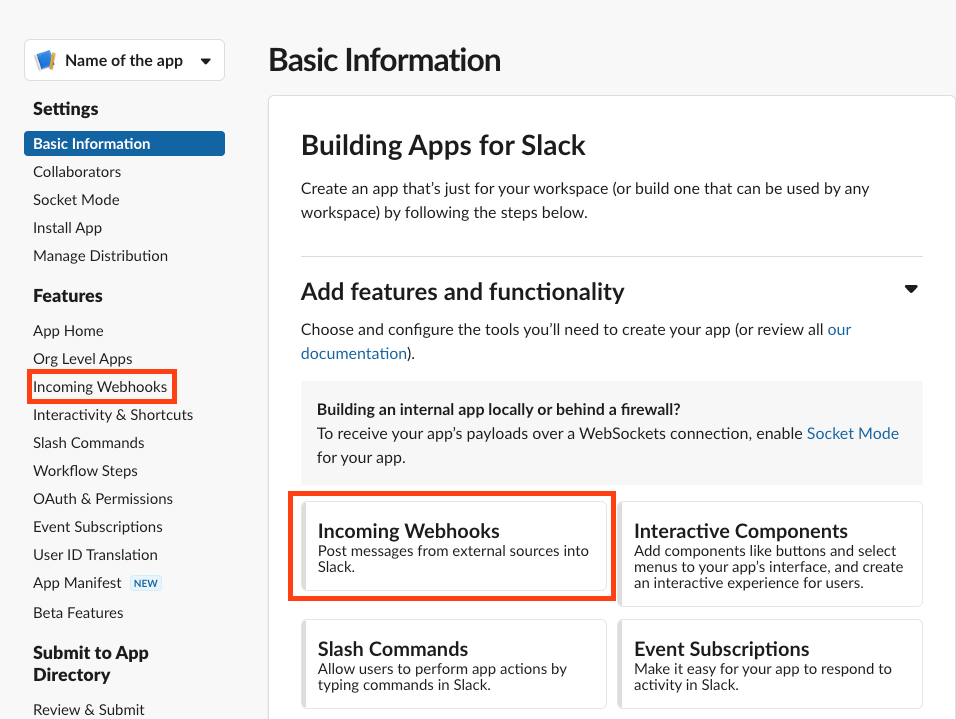 Name of the app
Settings
Basic Information
Collaborators
Socket Mode
Install App
Manage Distribution
Features
App Home
Org Level Apps
Incoming Webhooks
Interactivity & Shortcuts
Slash Commands
Workflow Steps
OAuth & Permissions
Event Subscriptions
User ID Translation
App Manifest NEW
Beta Features
Submit to App
Directory
Review & Submit
Basic Information
Building Apps for Slack
Create an app that’s just for your workspace (or build one that can be used by any
workspace) by following the steps below.
Add features and functionality
Choose and configure the tools you’ll need to create your app (or review all our
documentation).
Building an internal app locally or behind a firewall?
To receive your app’s payloads over a WebSockets connection, enable Socket Mode
for your app.
Incoming Webhooks
Post messages from external sources into
Slack.
Interactive Components
Add components like buttons and select
menus to your app’s interface, and create
an interactive experience for users.
Slash Commands
Allow users to perform app actions by
typing commands in Slack.
Event Subscriptions
Make it easy for your app to respond to
activity in Slack.